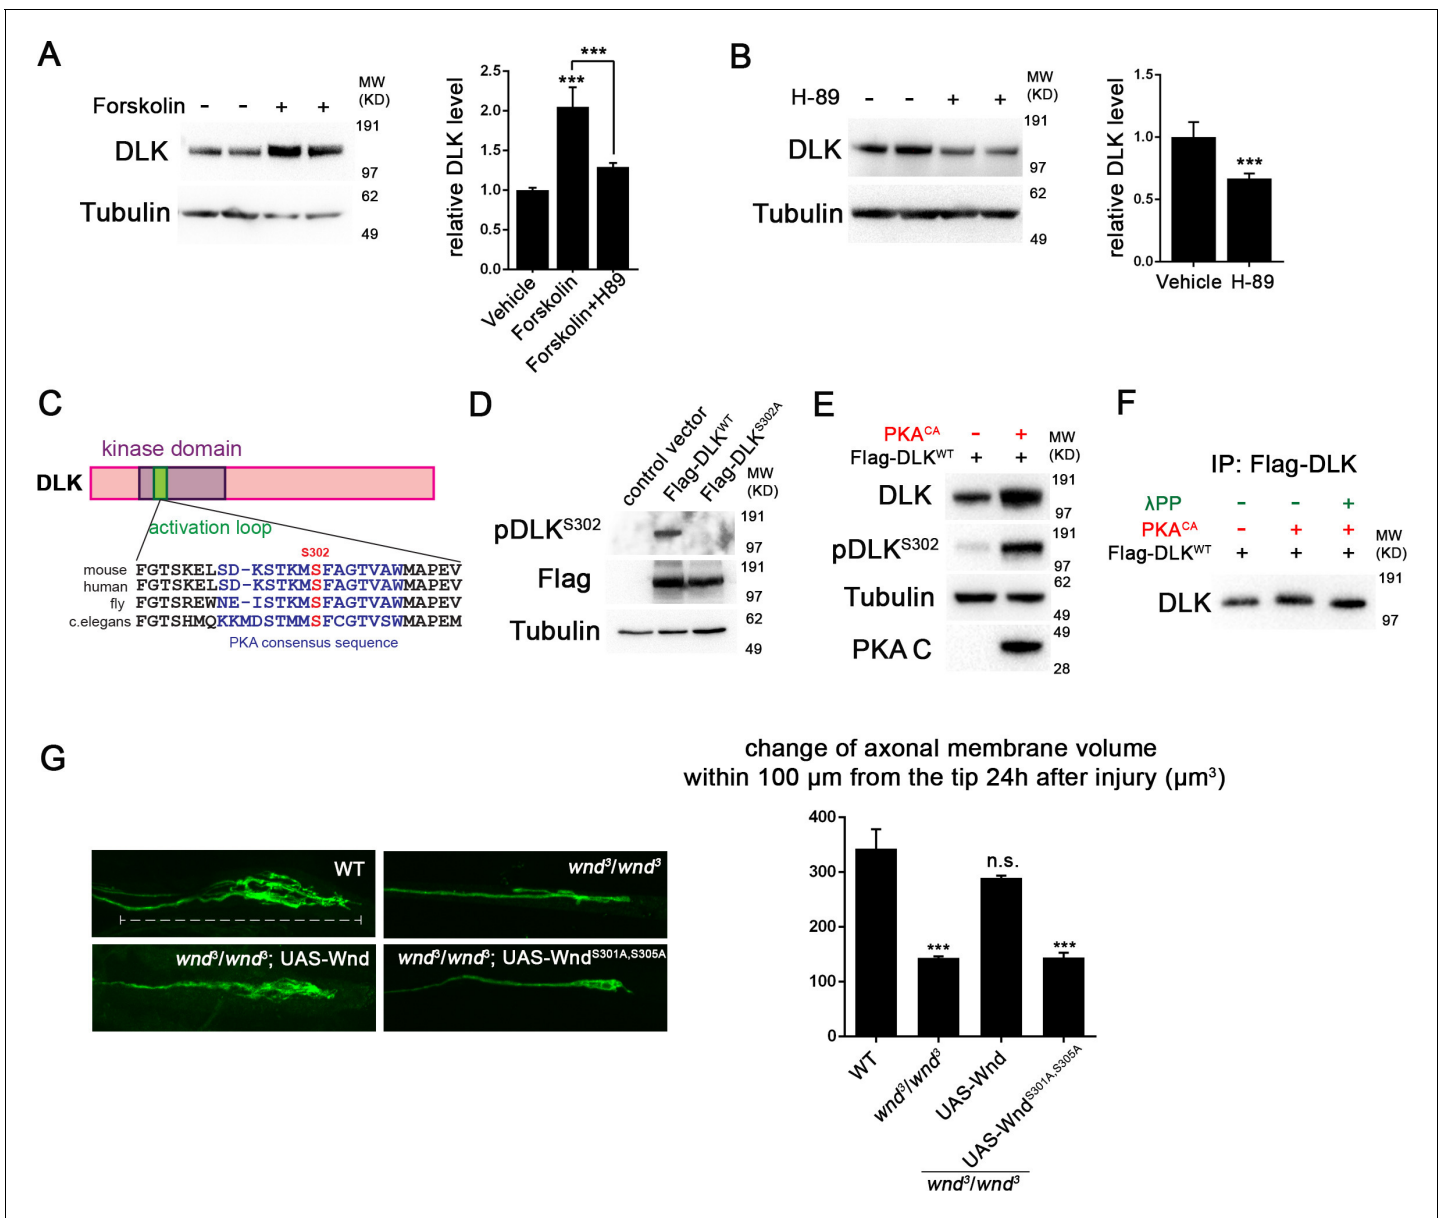 A
Forskolin - - + +
MW
(KD)
DLK
191
97
Tubulin
62
49
relative DLK level
2.5
2.0
1.5
1.0
0.5
0.0
***
***
Vehicle
Forskolin
Forskolin+H89
B
H-89 - - + +
MW
(KD)
DLK
191
97
Tubulin
62
49
relative DLK level
1.5
1.0
0.5
0.0
***
Vehicle H-89
C
kinase domain
DLK
activation loop
S302
mouse FGTSKELSD-KSTKMSFAGTVAWMAPEV
human FGTSKELSD-KSTKMSFAGTVAWMAPEV
fly FGTSREWNE-ISTKMSFAGTVAWMAPEV
c.elegans FGTSHMQKKMDSTMMSFCGTVSWMAPEM
PKA consensus sequence
D
control vector
Flag-DLKWT
Flag-DLKS302A
MW
(KD)
pDLKS302
191
97
Flag
191
97
Tubulin
62
49
E
PKACA - +
Flag-DLKWT + +
MW
(KD)
DLK
191
97
pDLKS302
191
97
Tubulin
62
49
PKA C
49
28
F
IP: Flag-DLK
λPP - - +
PKACA - + +
Flag-DLKWT + + +
MW
(KD)
DLK
191
97
G
WT
wnd3/wnd3
wnd3/wnd3; UAS-Wnd
wnd3/wnd3; UAS-WndS301A,S305A
change of axonal membrane volume
within 100 µm from the tip 24h after injury (µm3)
400
300
200
100
0
***
n.s.
***
WT
wnd3/wnd3
UAS-Wnd
UAS-WndS301A,S305A
wnd3/wnd3